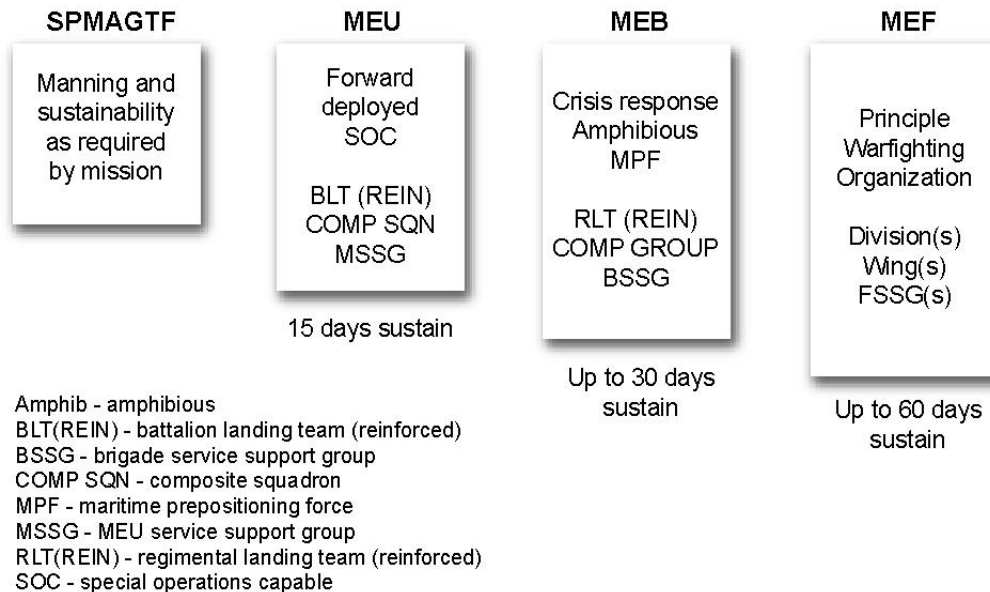 SPMAGTF
Manning and
sustainability
as required
by mission
MEU
Forward
deployed
SOC
BLT (REIN)
COMP SQN
MSSG
15 days sustain
MEB
Crisis response
Amphibious
MPF
RLT (REIN)
COMP GROUP
BSSG
Up to 30 days
sustain
MEF
Principle
Warfighting
Organization
Division(s)
Wing(s)
FSSG(s)
Up to 60 days
sustain
Amphib - amphibious
BLT(REIN) - battalion landing team (reinforced)
BSSG - brigade service support group
COMP SQN - composite squadron
MPF - maritime prepositioning force
MSSG - MEU service support group
RLT(REIN) - regimental landing team (reinforced)
SOC - special operations capable